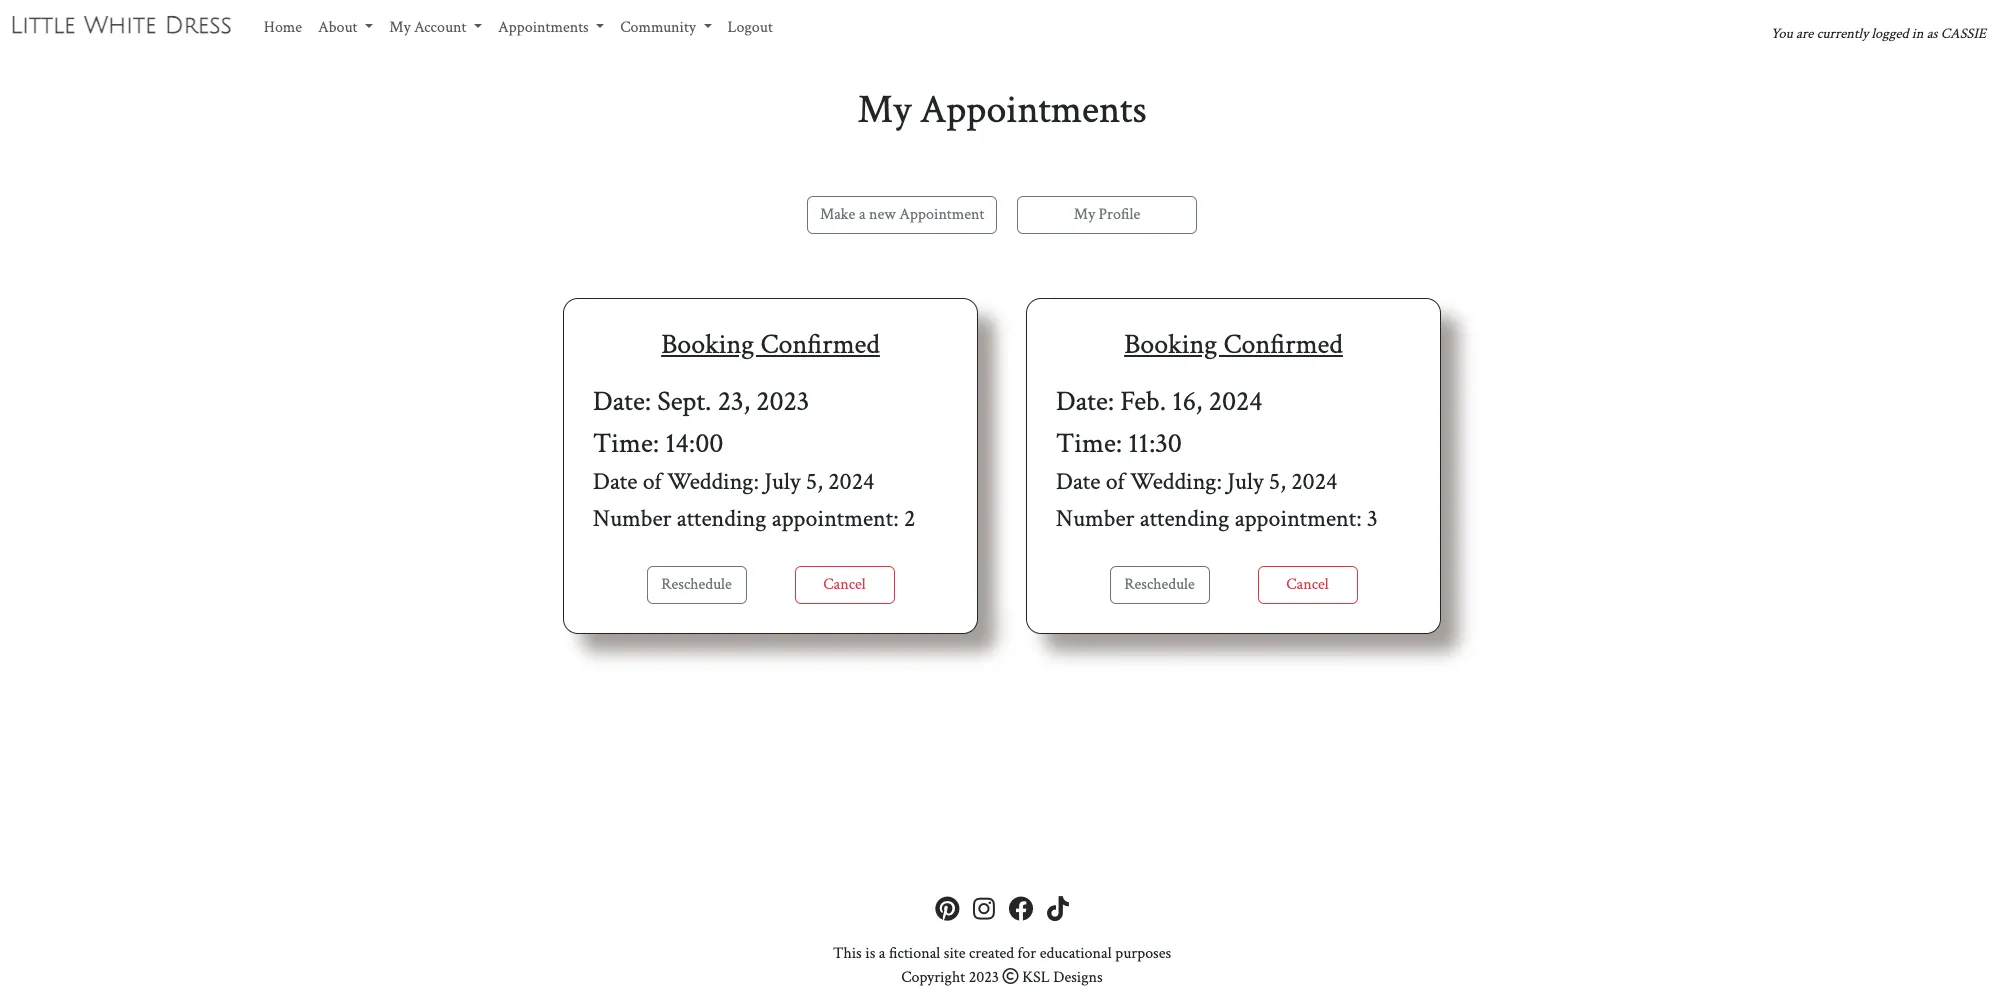 LITTLE WHITE DRESS
Home About My Account Appointments Community Logout
You are currently logged in as CASSIE
My Appointments
Make a new Appointment
My Profile
Booking Confirmed
Date: Sept. 23, 2023
Time: 14:00
Date of Wedding: July 5, 2024
Number attending appointment: 2
Reschedule Cancel
Booking Confirmed
Date: Feb. 16, 2024
Time: 11:30
Date of Wedding: July 5, 2024
Number attending appointment: 3
Reschedule Cancel
This is a fictional site created for educational purposes
Copyright 2023 © KSL Designs